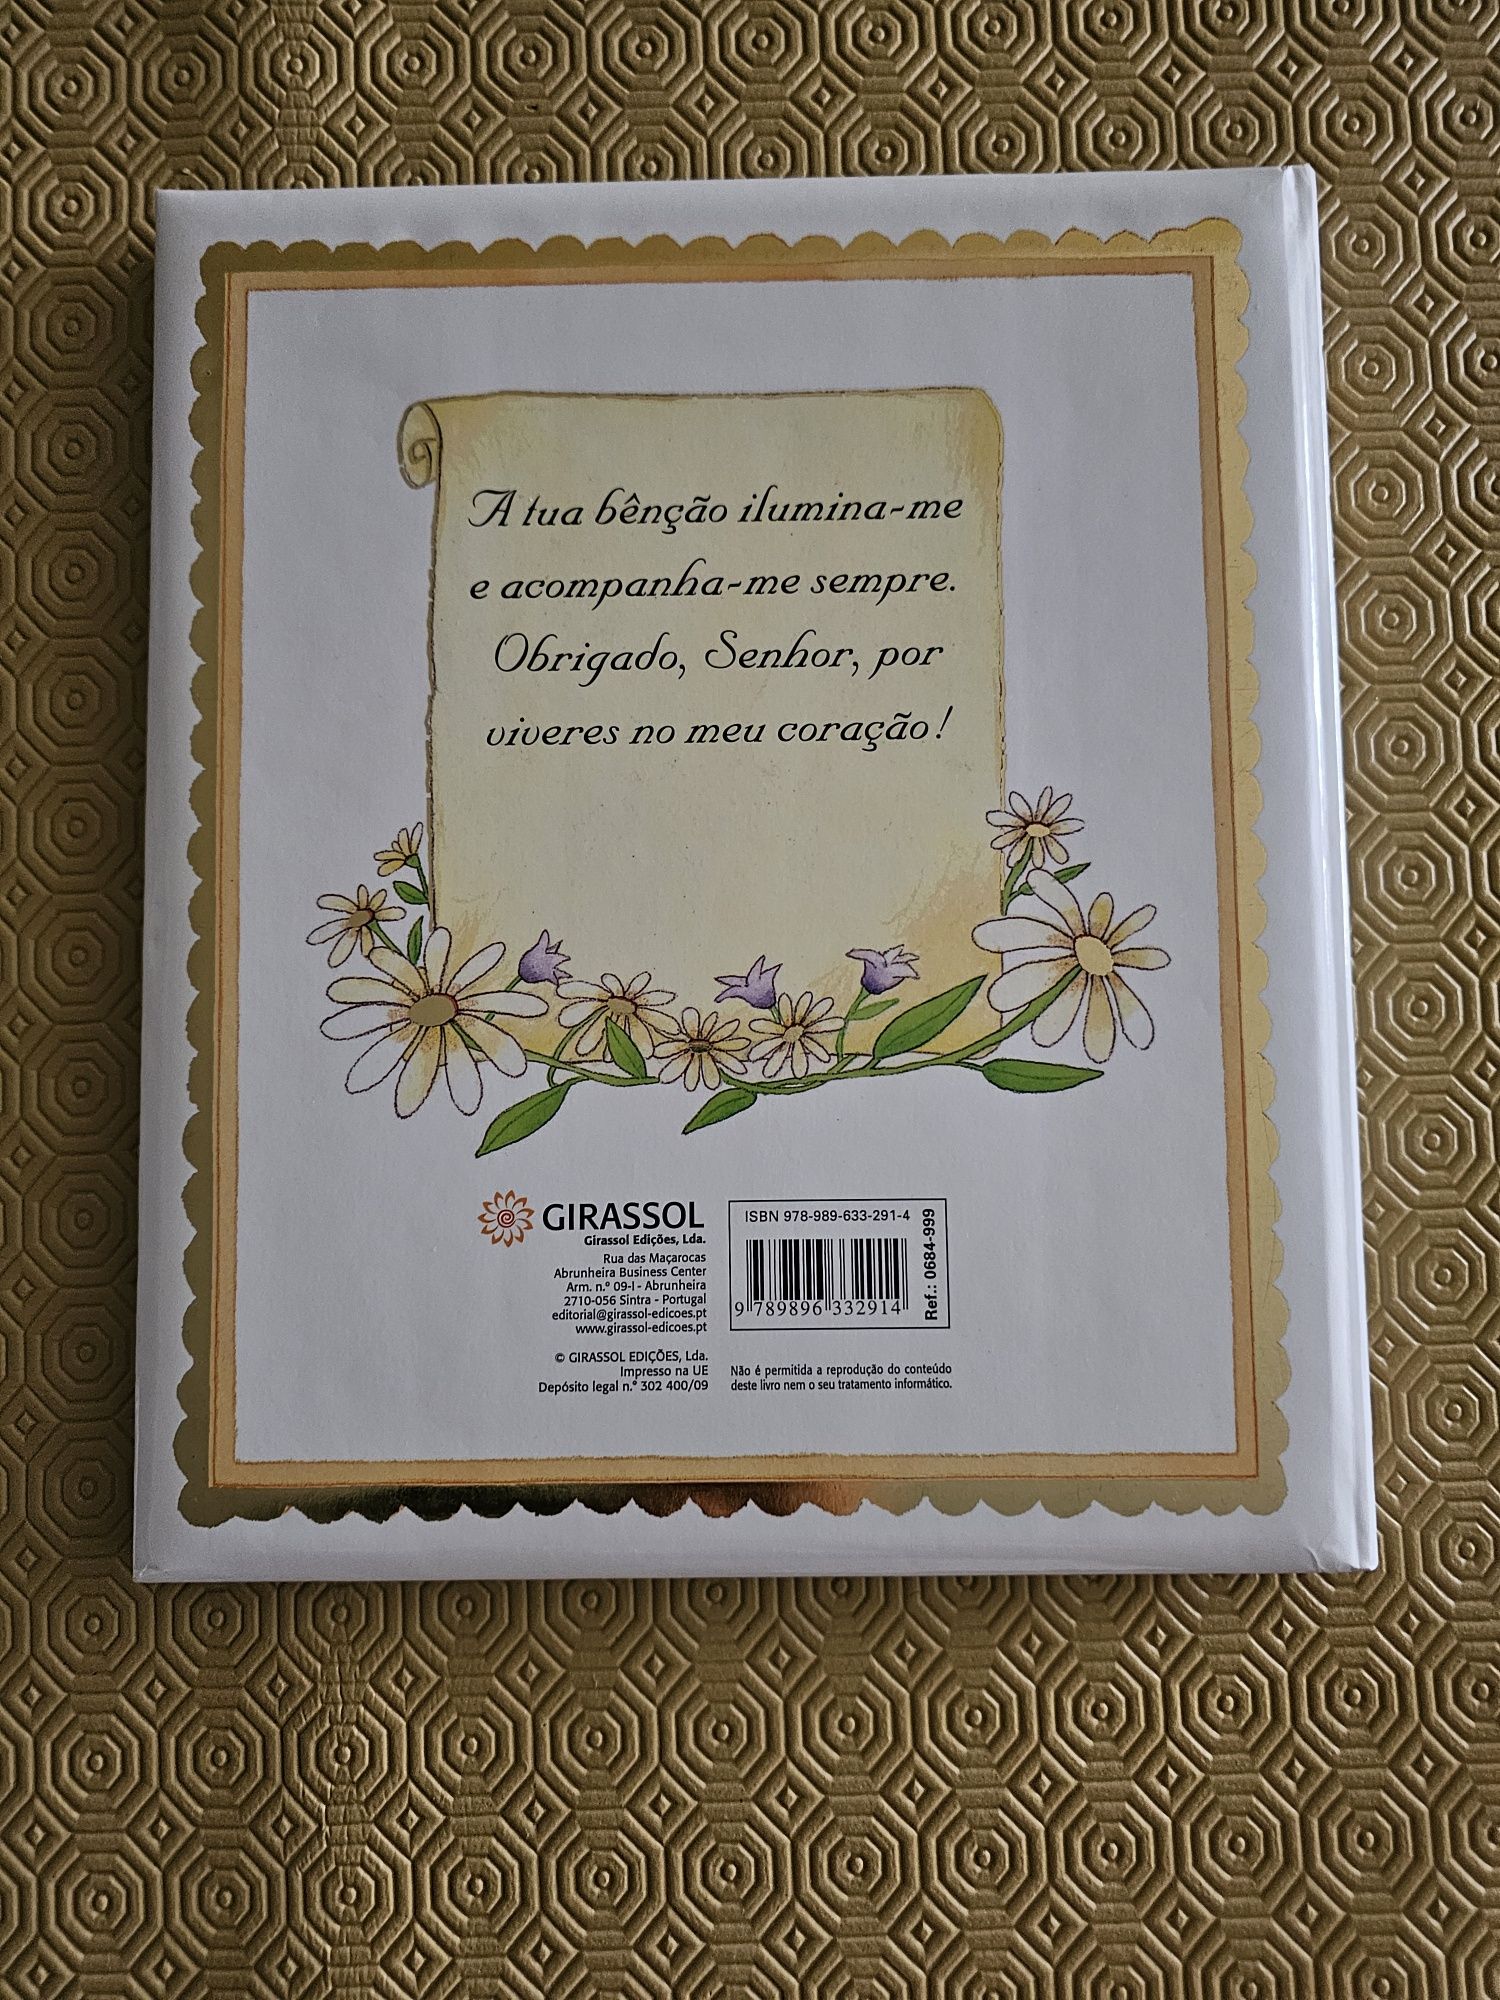 A tua bênção ilumina-me
e acompanha-me sempre.
Obrigado, Senhor, por
viveres no meu coração!
GIRASSOL
Girassol Edições, Lda.
Rua das Maçarocas
Abrunheira Business Center
Arm. n.º 09-I - Abrunheira
2710-056 Sintra - Portugal
editorial@girassol-edicoes.pt
www.girassol-edicoes.pt
© GIRASSOL EDIÇÕES, Lda.
Impresso na UE
Depósito legal n.º 302 400/09
ISBN 978-989-633-291-4
9 789896 332914
Ref.: 0684-999
Não é permitida a reprodução do conteúdo
deste livro nem o seu tratamento informático.